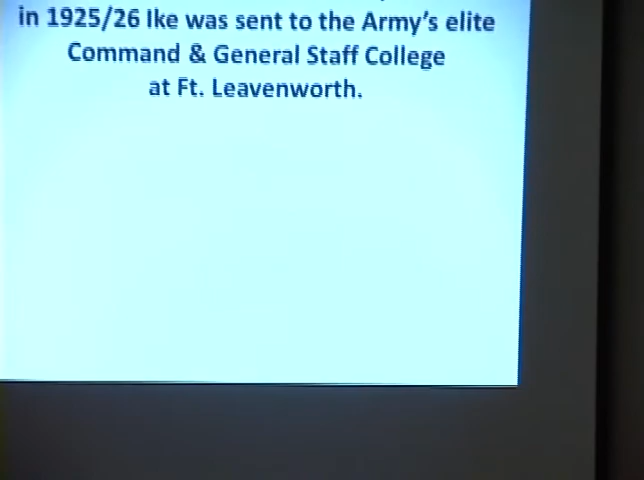 in 1925/26 Ike was sent to the Army’s elite
Command & General Staff College
at Ft. Leavenworth.